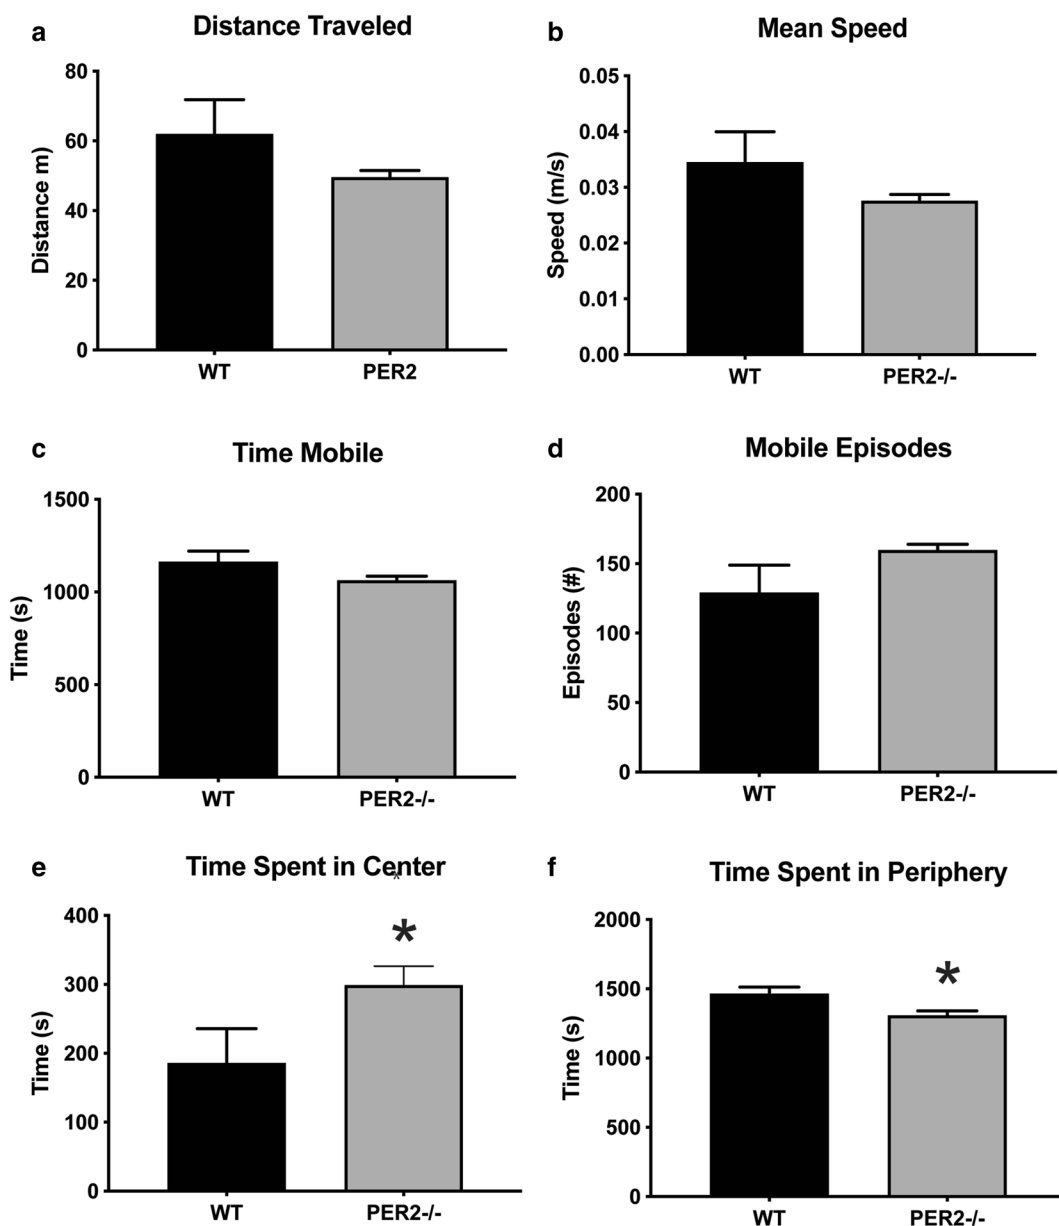 a
Distance Traveled
80
60
40
20
0
Distance m)
WT
PER2
b
Mean Speed
0.05
0.04
0.03
0.02
0.01
0.00
Speed (m/s)
WT
PER2-/-
c
Time Mobile
1500
1000
500
0
Time (s)
WT
PER2-/-
d
Mobile Episodes
200
150
100
50
0
Episodes (#)
WT
PER2-/-
e
Time Spent in Center
400
300
200
100
0
Time (s)
*
WT
PER2-/-
f
Time Spent in Periphery
2000
1500
1000
500
0
Time (s)
*
WT
PER2-/-